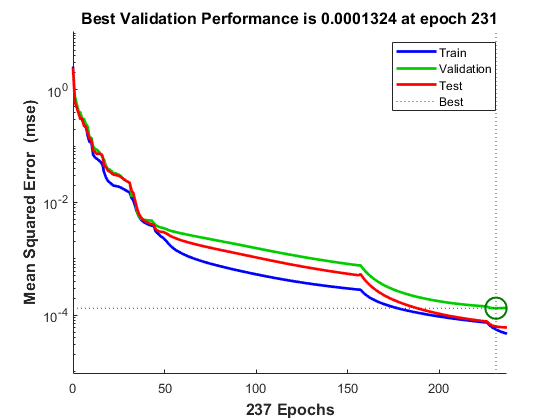 Best Validation Performance is 0.0001324 at epoch 231
Train
Validation
Test
Best
Mean Squared Error (mse)
10^0
10^-2
10^-4
0 50 100 150 200
237 Epochs